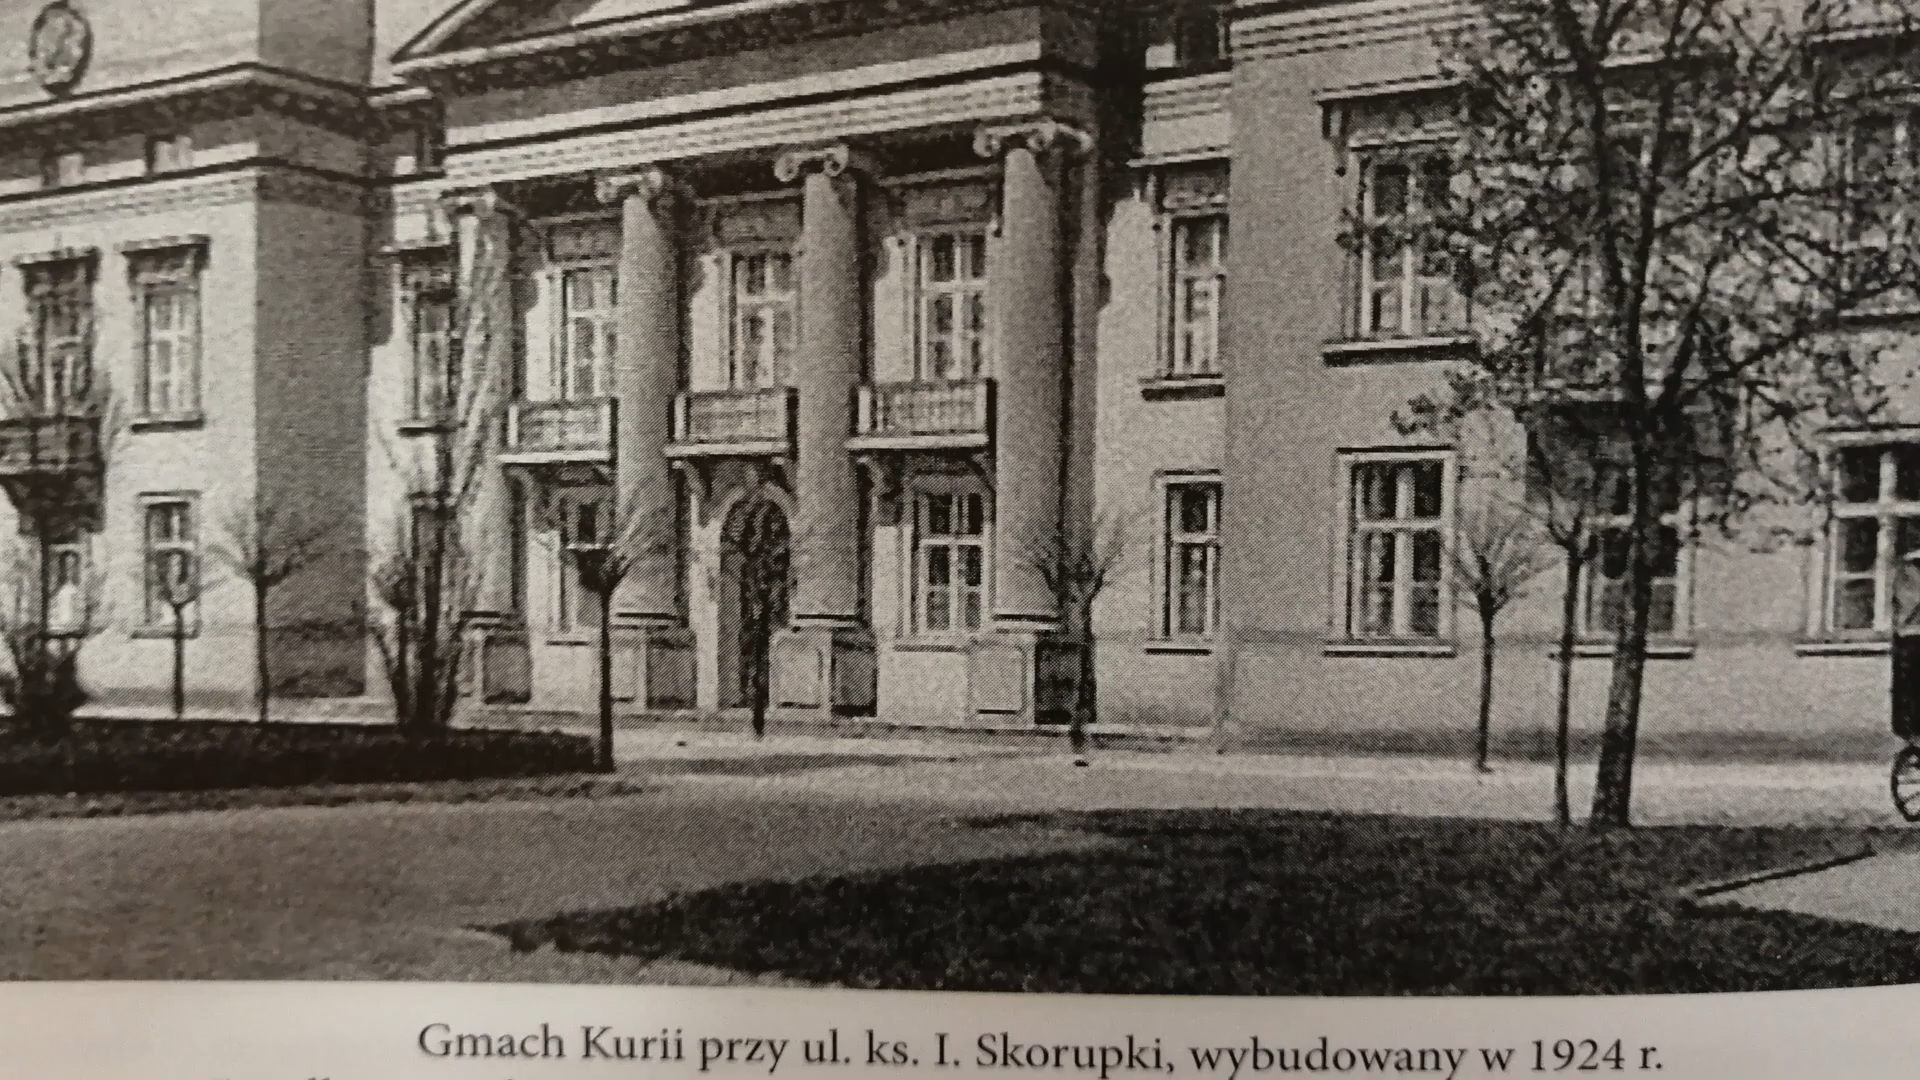 Gmach Kurii przy ul. ks. I. Skorupki, wybudowany w 1924 r.